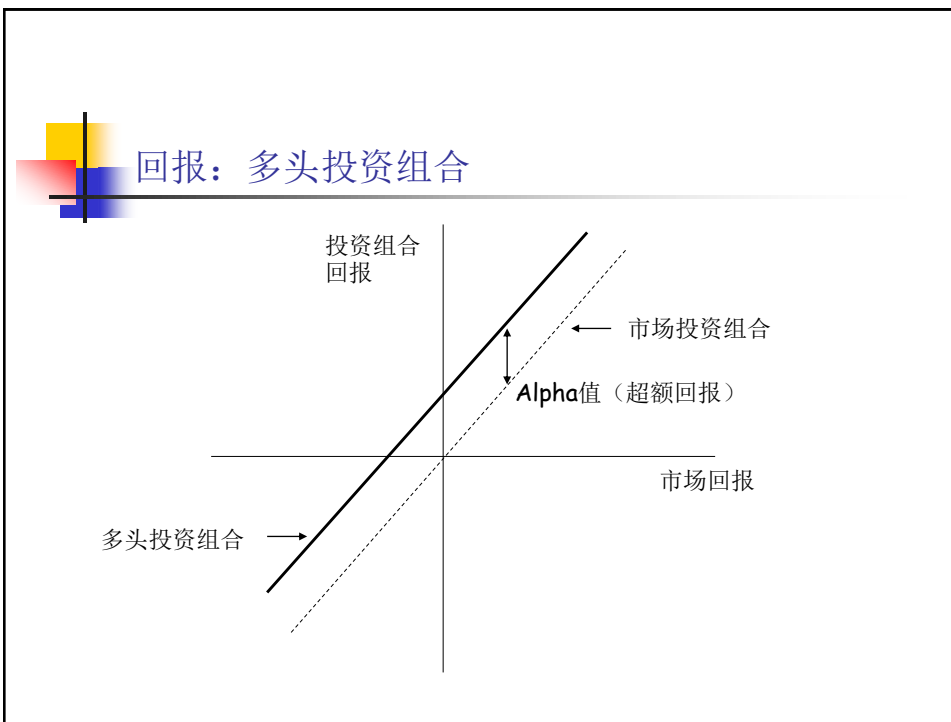 回报：多头投资组合
投资组合
回报
市场投资组合
Alpha值（超额回报）
市场回报
多头投资组合